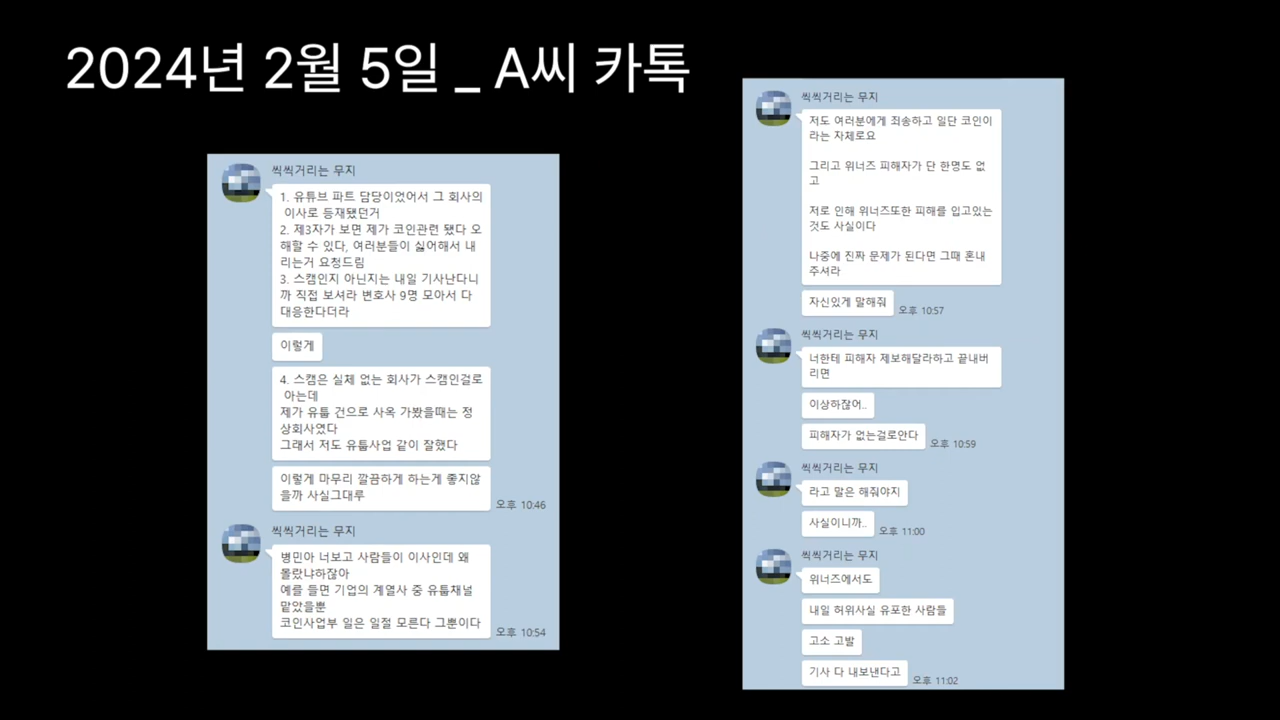 2024년 2월 5일 _ A씨 카톡
씩씩거리는 무지
1. 유튜브 파트 담당이었어서 그 회사의
이사로 등재됐던거
2. 제3자가 보면 제가 코인관련 됐다 오
해할 수 있다, 여러분들이 싫어해서 내
리는거 요청드림
3. 스캠인지 아닌지는 내일 기사난다니
까 직접 보셔라 변호사 9명 모아서 다
대응한다더라
이렇게
4. 스캠은 실체 없는 회사가 스캠인걸로
아는데
제가 유튭 건으로 사옥 가봤을때는 정
상회사였다
그래서 저도 유튭사업 같이 잘했다
이렇게 마무리 깔끔하게 하는게 좋지않
을까 사실그대루
오후 10:46
씩씩거리는 무지
병민아 너보고 사람들이 이사인데 왜
몰랐냐하잖아
예를 들면 기업의 계열사 중 유튭채널
맡았을뿐
코인사업부 일은 일절 모른다 그뿐이다
오후 10:54
씩씩거리는 무지
저도 여러분에게 죄송하고 일단 코인이
라는 자체로요
그리고 위너즈 피해자가 단 한명도 없
고
저로 인해 위너즈또한 피해를 입고있는
것도 사실이다
나중에 진짜 문제가 된다면 그때 혼내
주셔라
자신있게 말해줘
오후 10:57
씩씩거리는 무지
너한테 피해자 제보해달라하고 끝내버
리면
이상하잖어..
피해자가 없는걸로안다
오후 10:59
씩씩거리는 무지
라고 말은 해줘야지
사실이니까..
오후 11:00
씩씩거리는 무지
위너즈에서도
내일 허위사실 유포한 사람들
고소 고발
기사 다 내보낸다고
오후 11:02